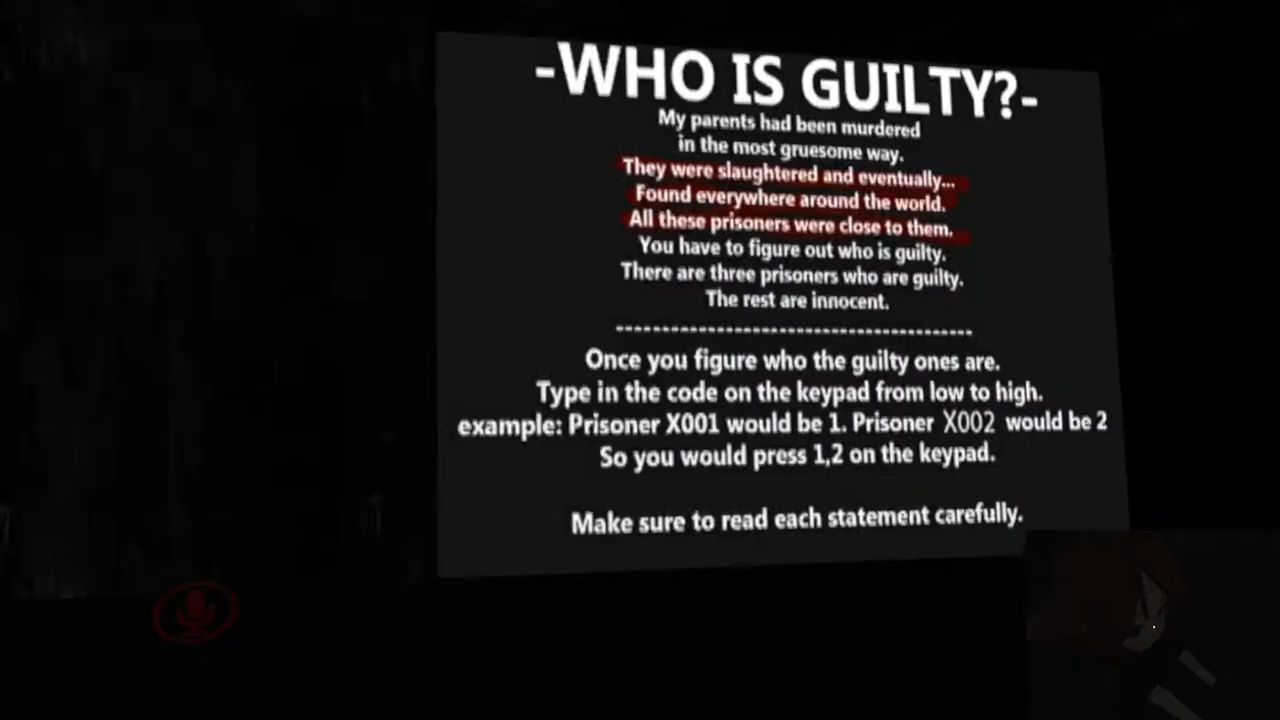 -WHO IS GUILTY?-
My parents had been murdered
in the most gruesome way.
They were slaughtered and eventually...
Found everywhere around the world.
All these prisoners were close to them.
You have to figure out who is guilty.
There are three prisoners who are guilty.
The rest are innocent.
---------------------------------------
Once you figure who the guilty ones are.
Type in the code on the keypad from low to high.
example: Prisoner X001 would be 1. Prisoner X002 would be 2
So you would press 1,2 on the keypad.
Make sure to read each statement carefully.